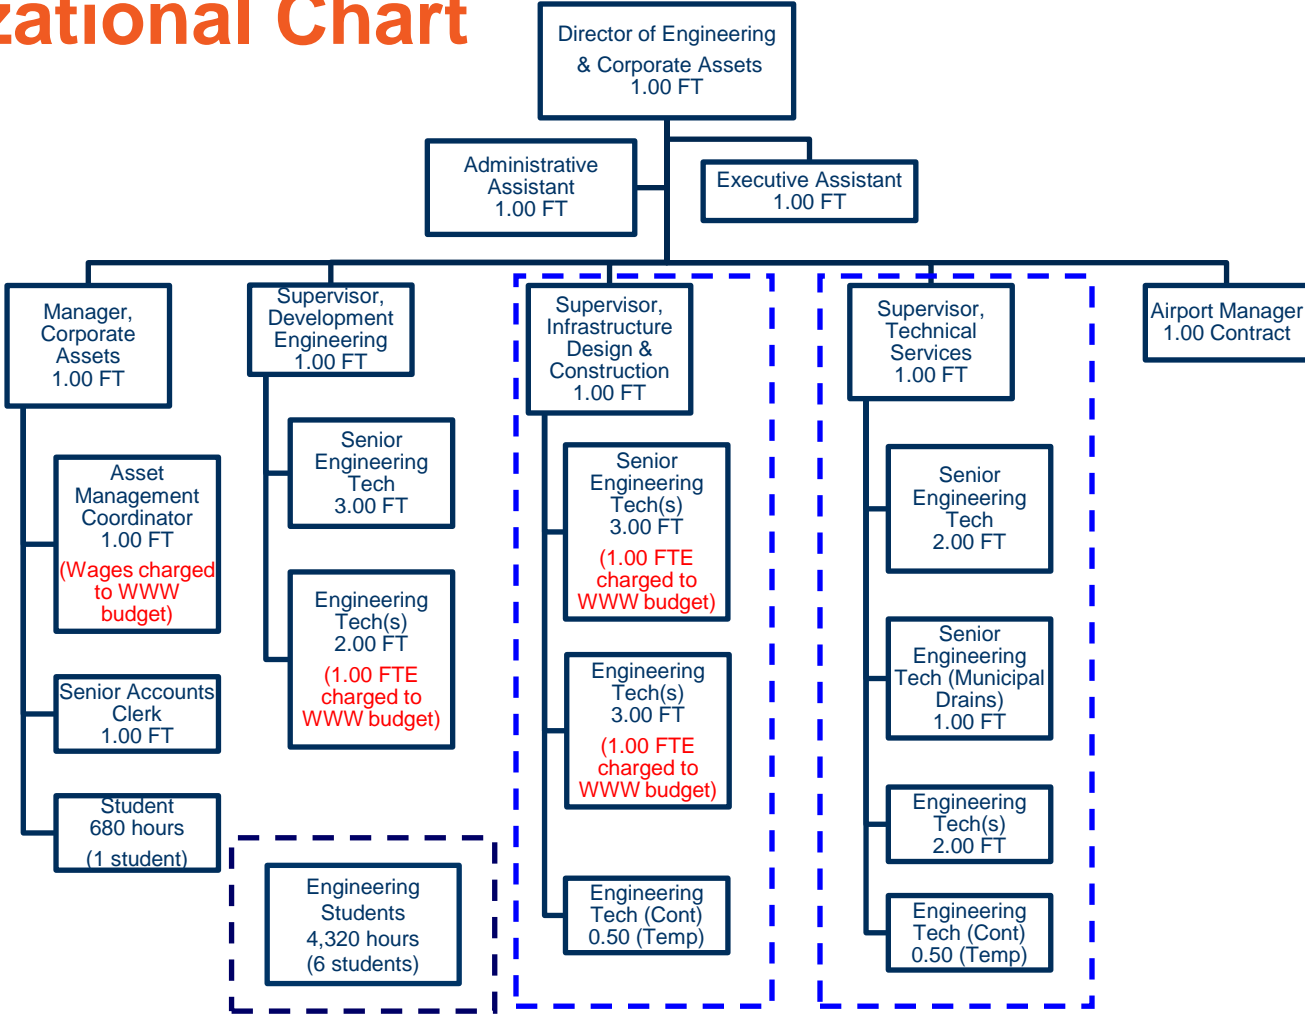 zational Chart
Director of Engineering
& Corporate Assets
1.00 FT
Administrative
Assistant
1.00 FT
Executive Assistant
1.00 FT
Manager,
Corporate
Assets
1.00 FT
Asset
Management
Coordinator
1.00 FT
(Wages charged
to WWW
budget)
Senior Accounts
Clerk
1.00 FT
Student
680 hours
(1 student)
Supervisor,
Development
Engineering
1.00 FT
Senior
Engineering
Tech
3.00 FT
Engineering
Tech(s)
2.00 FT
(1.00 FTE
charged to
WWW budget)
Engineering
Students
4,320 hours
(6 students)
Supervisor,
Infrastructure
Design &
Construction
1.00 FT
Senior
Engineering
Tech(s)
3.00 FT
(1.00 FTE
charged to
WWW budget)
Engineering
Tech(s)
3.00 FT
(1.00 FTE
charged to
WWW budget)
Engineering
Tech (Cont)
0.50 (Temp)
Supervisor,
Technical
Services
1.00 FT
Senior
Engineering
Tech
2.00 FT
Senior
Engineering
Tech (Municipal
Drains)
1.00 FT
Engineering
Tech(s)
2.00 FT
Engineering
Tech (Cont)
0.50 (Temp)
Airport Manager
1.00 Contract